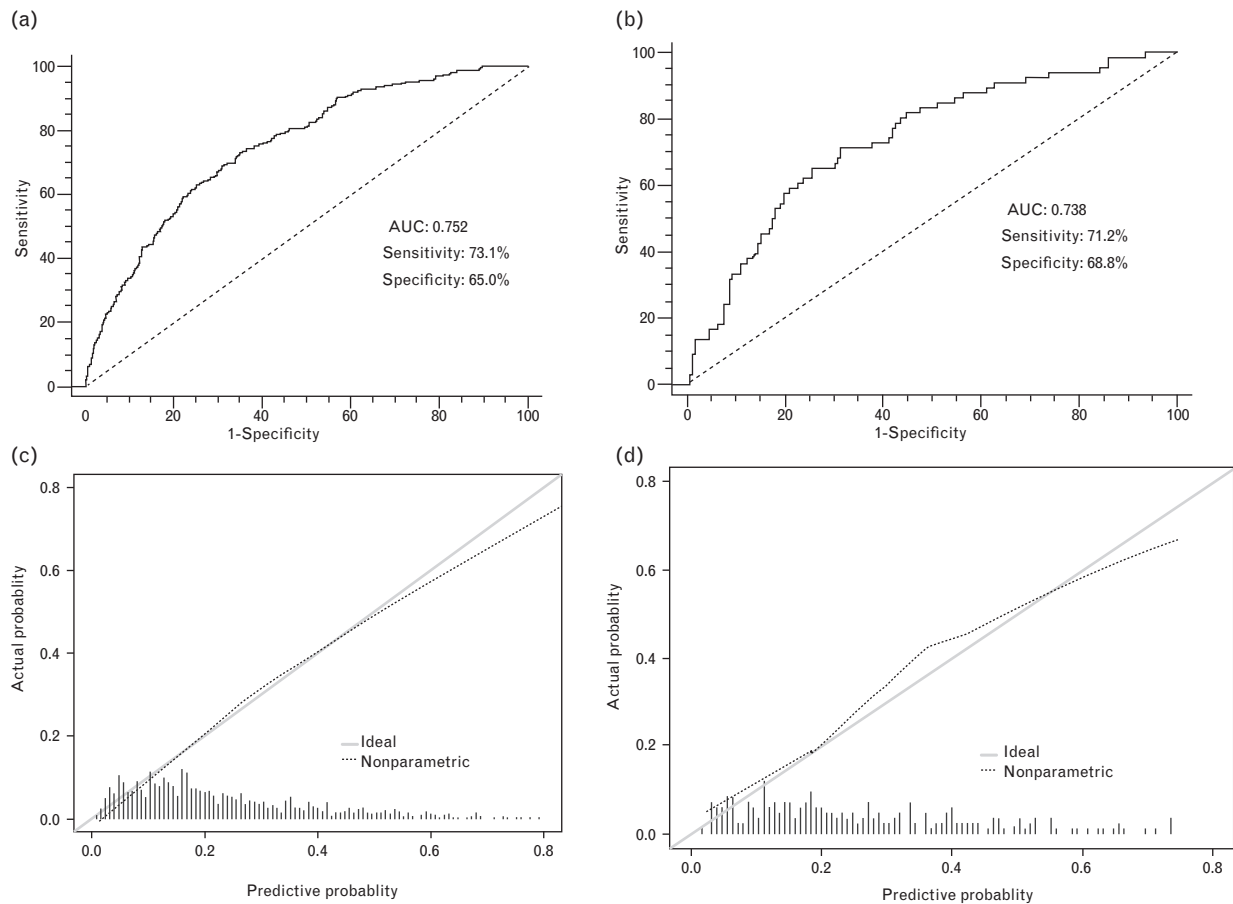 (a)
100
80
60
40
20
0
Sensitivity
AUC: 0.752
Sensitivity: 73.1%
Specificity: 65.0%
0 20 40 60 80 100
1-Specificity
(b)
100
80
60
40
20
0
Sensitivity
AUC: 0.738
Sensitivity: 71.2%
Specificity: 68.8%
0 20 40 60 80 100
1-Specificity
(c)
0.8
0.6
0.4
0.2
0.0
Actual probablity
Ideal
Nonparametric
0.0 0.2 0.4 0.6 0.8
Predictive probablity
(d)
0.8
0.6
0.4
0.2
0.0
Actual probablity
Ideal
Nonparametric
0.0 0.2 0.4 0.6 0.8
Predictive probablity